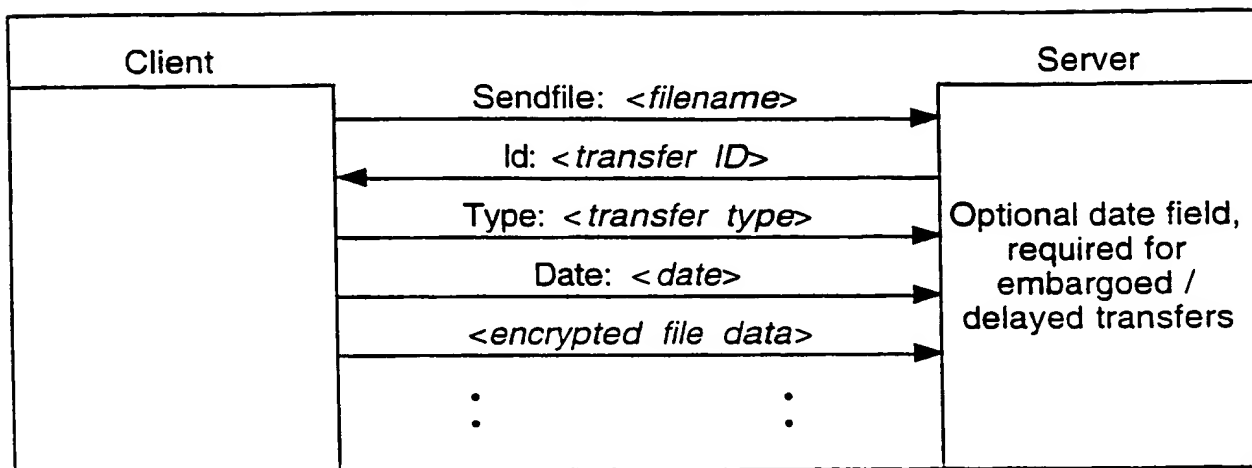 Client
Server
Sendfile: <filename>
Id: <transfer ID>
Type: <transfer type>
Date: <date>
<encrypted file data>
Optional date field,
required for
embargoed /
delayed transfers